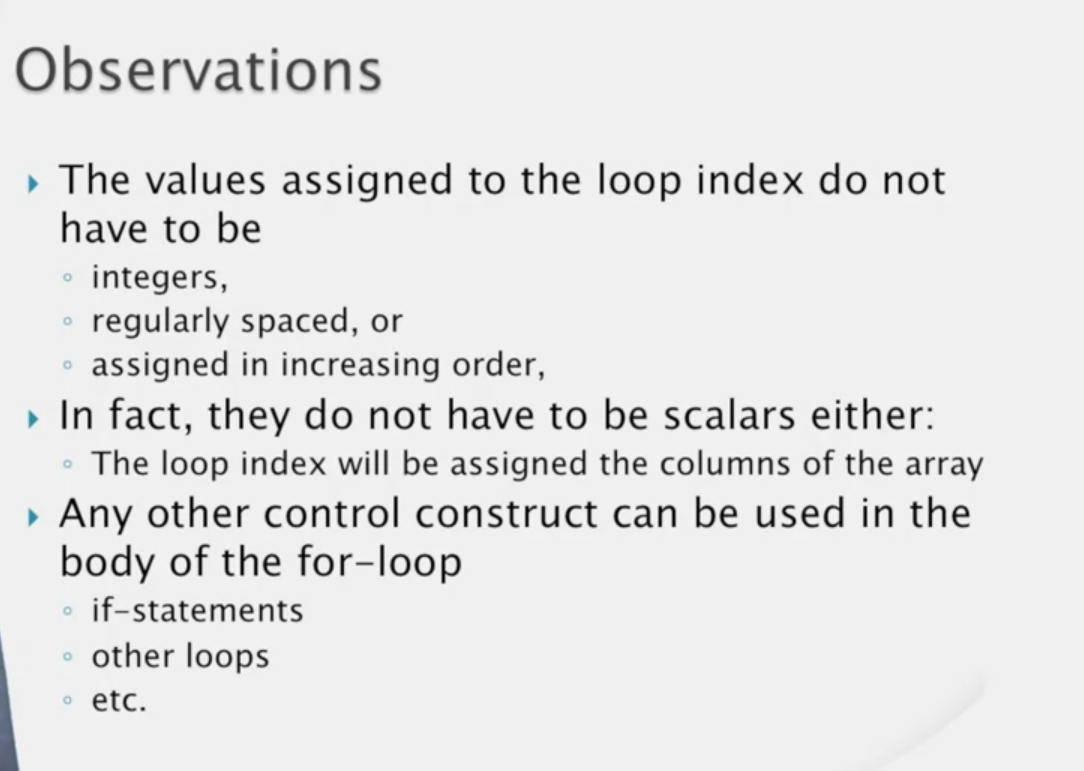 Observations
The values assigned to the loop index do not
have to be
integers,
regularly spaced, or
assigned in increasing order,
In fact, they do not have to be scalars either:
The loop index will be assigned the columns of the array
Any other control construct can be used in the
body of the for-loop
if-statements
other loops
etc.